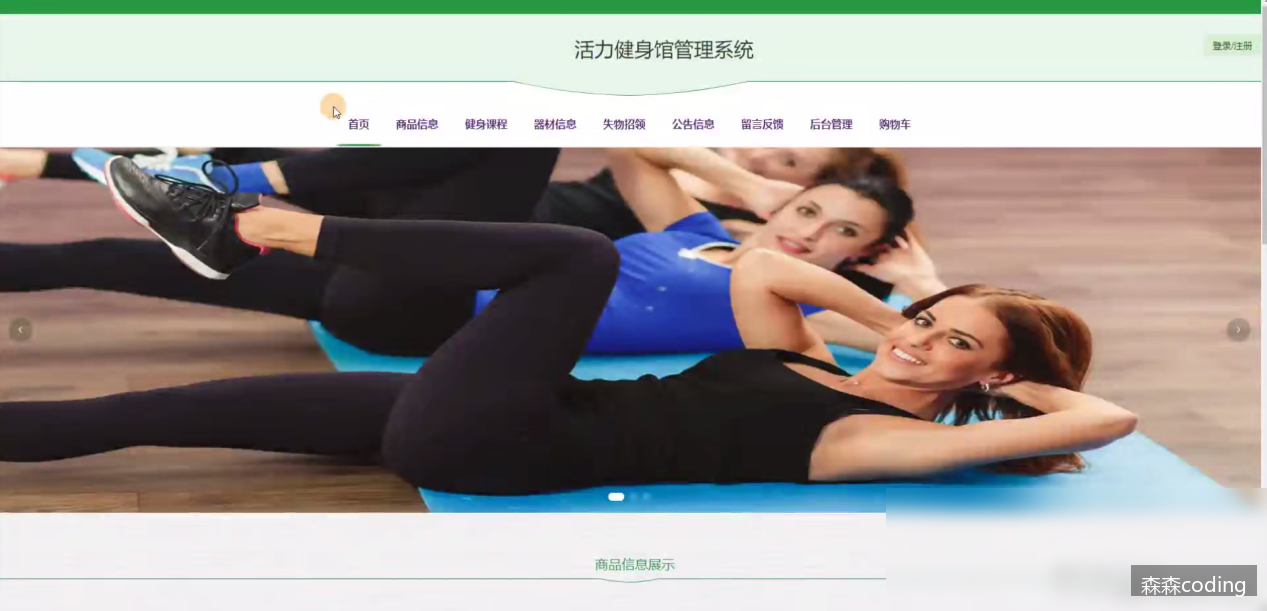 活力健身馆管理系统
登录/注册
首页 商品信息 健身课程 器材信息 失物招领 公告信息 留言反馈 后台管理 购物车
商品信息展示
森森coding